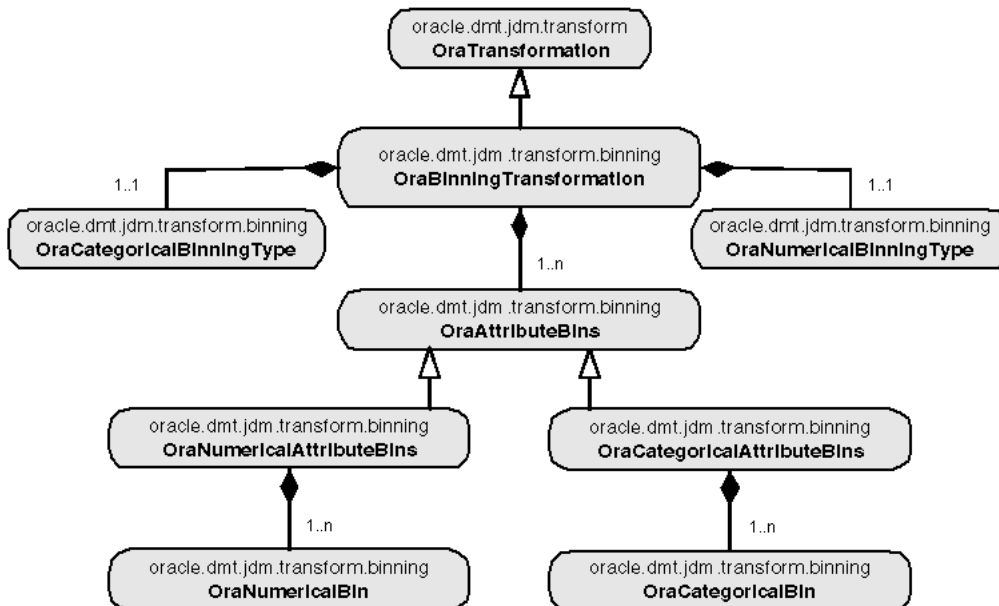 oracle.dmt.jdm.transform
OraTransformation
oracle.dmt.jdm .transform.binning
OraBinningTransformation
1..1
1..1
oracle.dmt.jdm.transform.binning
OraCategoricalBinningType
oracle.dmt.jdm.transform.binning
OraNumericalBinningType
1..n
oracle.dmt.jdm .transform.binning
OraAttributeBins
oracle.dmt.jdm .transform.binning
OraNumericalAttributeBins
oracle.dmt.jdm .transform.binning
OraCategoricalAttributeBins
1..n
1..n
oracle.dmt.jdm .transform.binning
OraNumericalBin
oracle.dmt.jdm .transform.binning
OraCategoricalBin